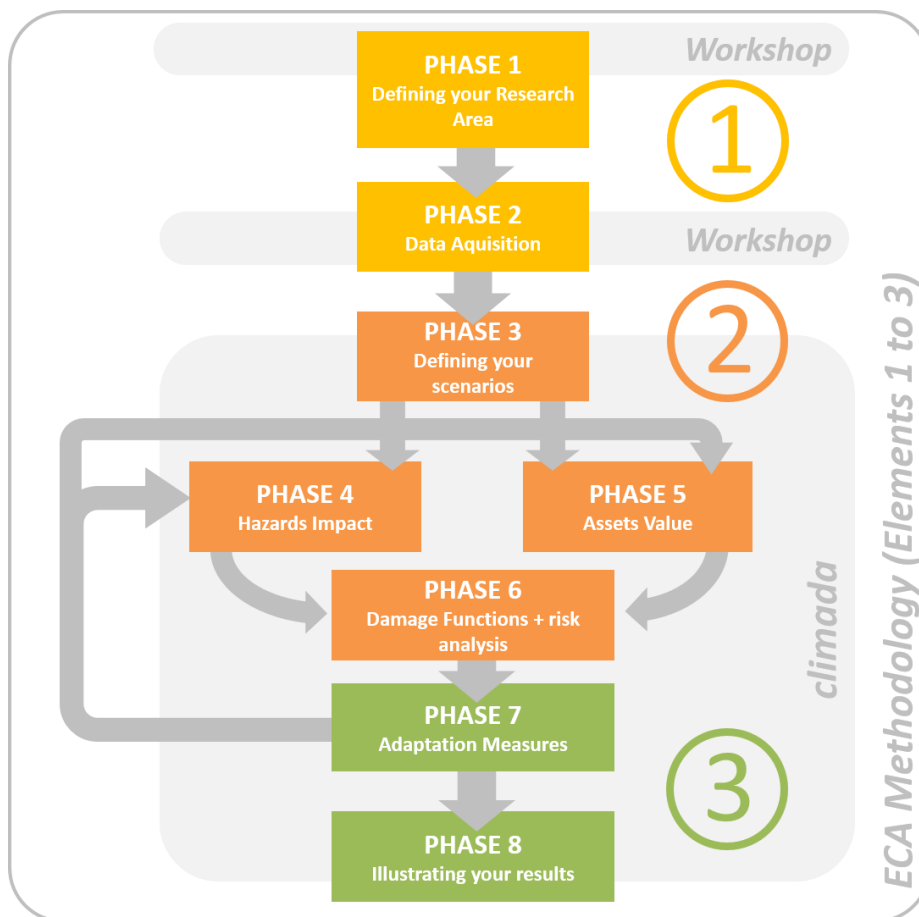 Workshop
PHASE 1
Defining your Research
Area
1
PHASE 2
Data Aquisition
Workshop
2
PHASE 3
Defining your
scenarios
PHASE 4
Hazards Impact
PHASE 5
Assets Value
PHASE 6
Damage Functions + risk
analysis
PHASE 7
Adaptation Measures
3
PHASE 8
Illustrating your results
climada
ECA Methodology (Elements 1 to 3)